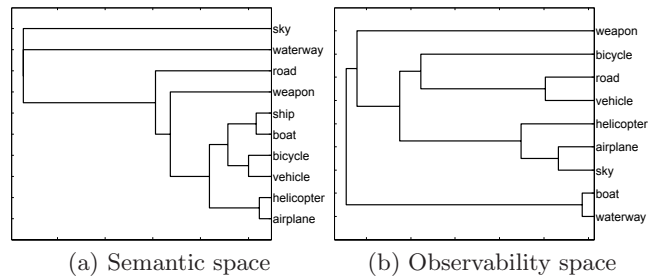 sky
waterway
road
weapon
ship
boat
bicycle
vehicle
helicopter
airplane
(a) Semantic space
weapon
bicycle
road
vehicle
helicopter
airplane
sky
boat
waterway
(b) Observability space